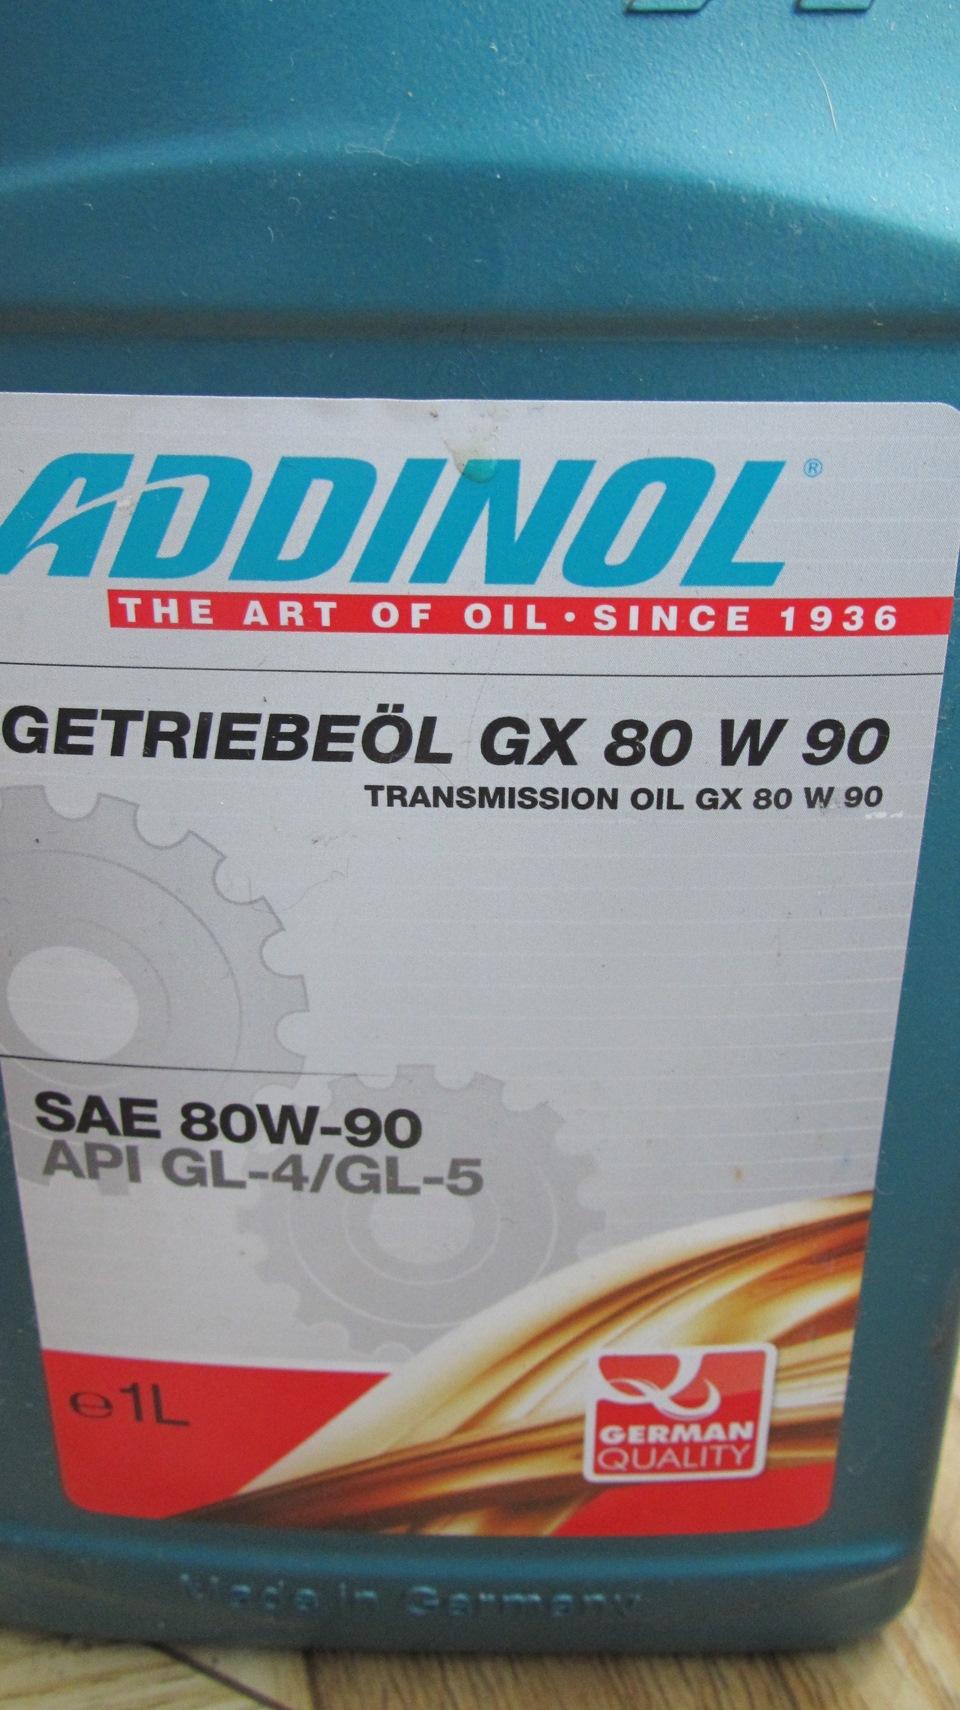 ADDINOL®
THE ART OF OIL • SINCE 1936
GETRIEBEÖL GX 80 W 90
TRANSMISSION OIL GX 80 W 90
SAE 80W-90
API GL-4/GL-5
℮1L
GERMAN
QUALITY
Made in Germany